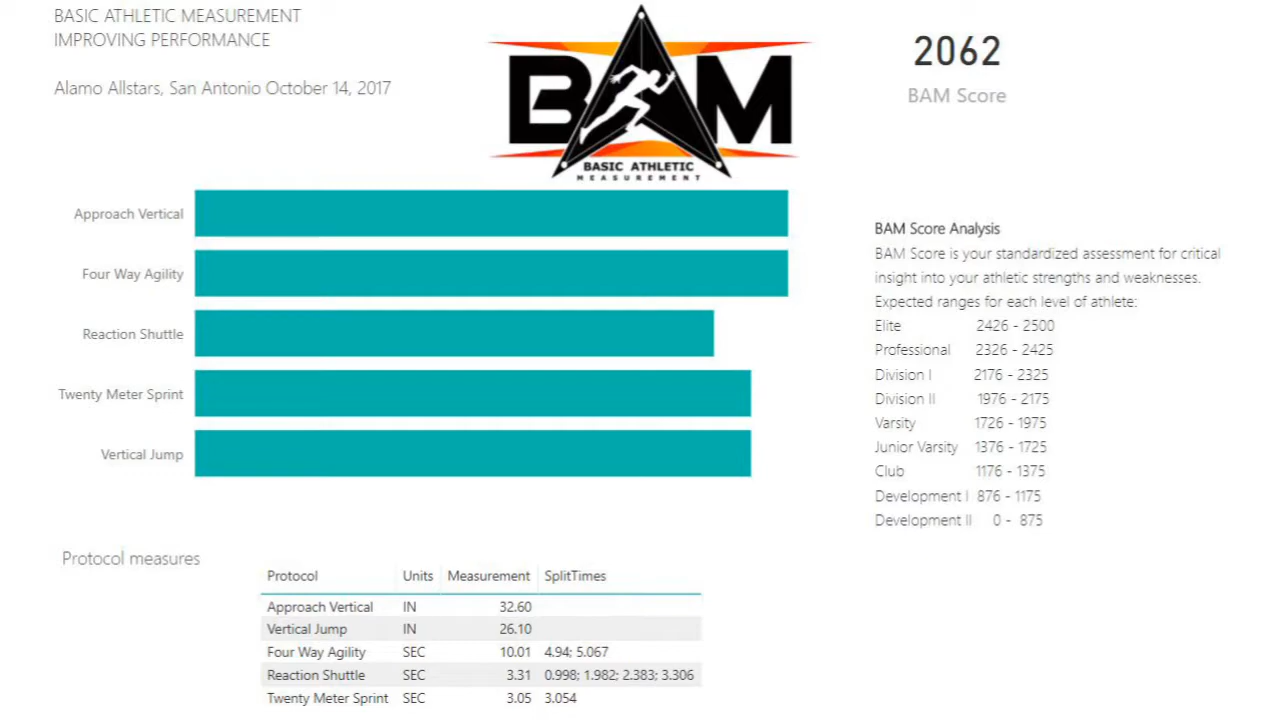 BASIC ATHLETIC MEASUREMENT
IMPROVING PERFORMANCE
Alamo Allstars, San Antonio October 14, 2017
BAM
BASIC ATHLETIC
MEASUREMENT
2062
BAM Score
Approach Vertical
Four Way Agility
Reaction Shuttle
Twenty Meter Sprint
Vertical Jump
BAM Score Analysis
BAM Score is your standardized assessment for critical
insight into your athletic strengths and weaknesses.
Expected ranges for each level of athlete:
Elite 2426 - 2500
Professional 2326 - 2425
Division I 2176 - 2325
Division II 1976 - 2175
Varsity 1726 - 1975
Junior Varsity 1376 - 1725
Club 1176 - 1375
Development I 876 - 1175
Development II 0 - 875
Protocol measures
Protocol Units Measurement SplitTimes
Approach Vertical IN 32.60
Vertical Jump IN 26.10
Four Way Agility SEC 10.01 4.94; 5.067
Reaction Shuttle SEC 3.31 0.998; 1.982; 2.383; 3.306
Twenty Meter Sprint SEC 3.05 3.054